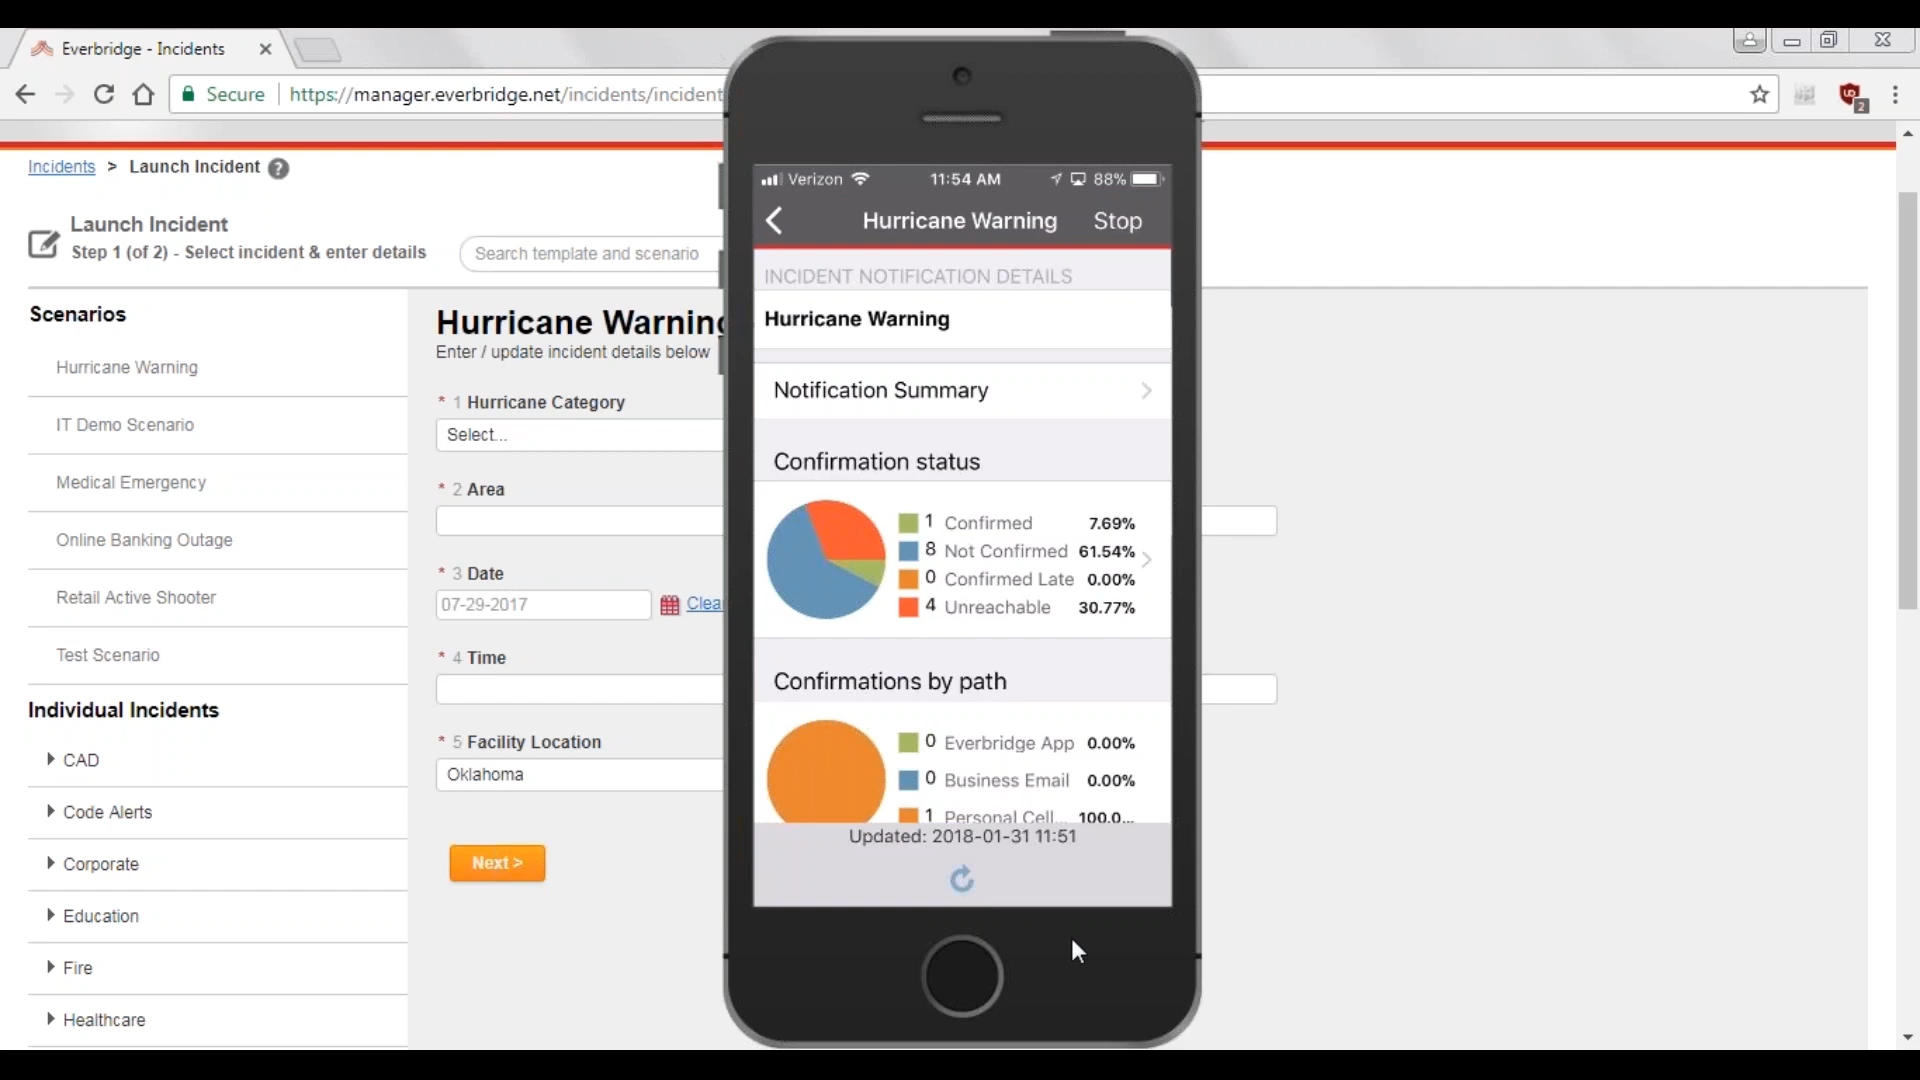 Everbridge - Incidents
Secure
https://manager.everbridge.net/incidents/incident
2
Incidents > Launch Incident ?
Launch Incident
Step 1 (of 2) - Select incident & enter details
Search template and scenario
Scenarios
Hurricane Warning
IT Demo Scenario
Medical Emergency
Online Banking Outage
Retail Active Shooter
Test Scenario
Individual Incidents
CAD
Code Alerts
Corporate
Education
Fire
Healthcare
Hurricane Warning
Enter / update incident details below
* 1 Hurricane Category
Select...
* 2 Area
* 3 Date
07-29-2017
Clea
* 4 Time
* 5 Facility Location
Oklahoma
Next >
Verizon 11:54 AM 88%
Hurricane Warning Stop
INCIDENT NOTIFICATION DETAILS
Hurricane Warning
Notification Summary
Confirmation status
1 Confirmed 7.69%
8 Not Confirmed 61.54%
0 Confirmed Late 0.00%
4 Unreachable 30.77%
Confirmations by path
0 Everbridge App 0.00%
0 Business Email 0.00%
1 Personal Cell... 100.0...
Updated: 2018-01-31 11:51